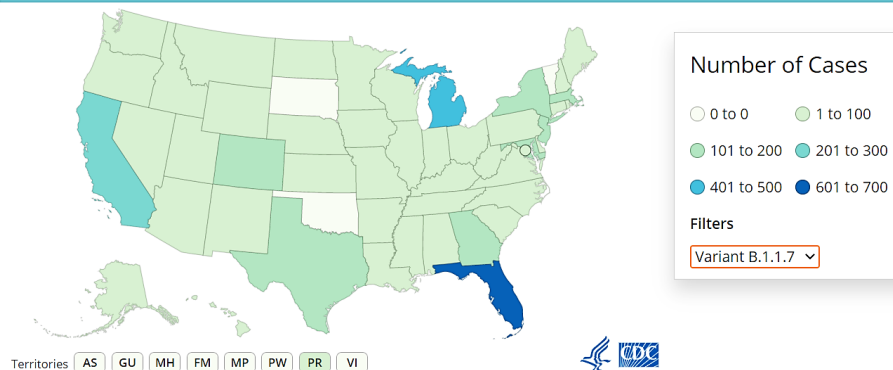 Number of Cases
0 to 0
1 to 100
101 to 200
201 to 300
401 to 500
601 to 700
Filters
Variant B.1.1.7
Territories AS GU MH FM MP PW PR VI
CDC